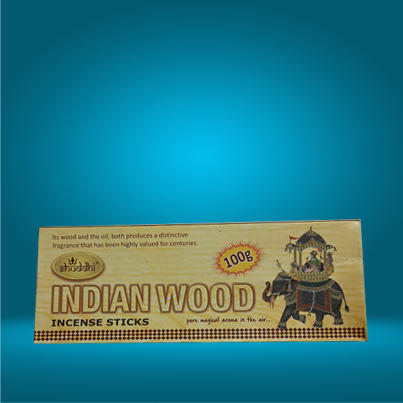 Its wood and the oil, both produces a distinctive
fragrance that has been highly valued for centuries.
100g
shuddhi
INDIAN WOOD
INCENSE STICKS
pure magical aroma in the air...